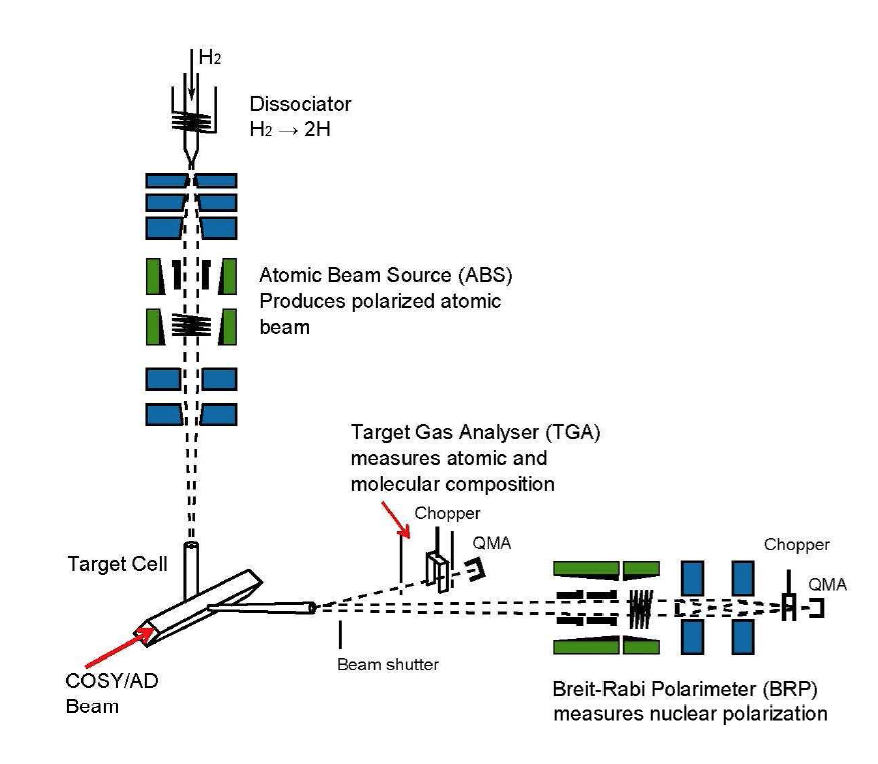 H2
Dissociator
H2 → 2H
Atomic Beam Source (ABS)
Produces polarized atomic
beam
Target Gas Analyser (TGA)
measures atomic and
molecular composition
Chopper
QMA
Target Cell
Chopper
QMA
Beam shutter
COSY/AD
Beam
Breit-Rabi Polarimeter (BRP)
measures nuclear polarization